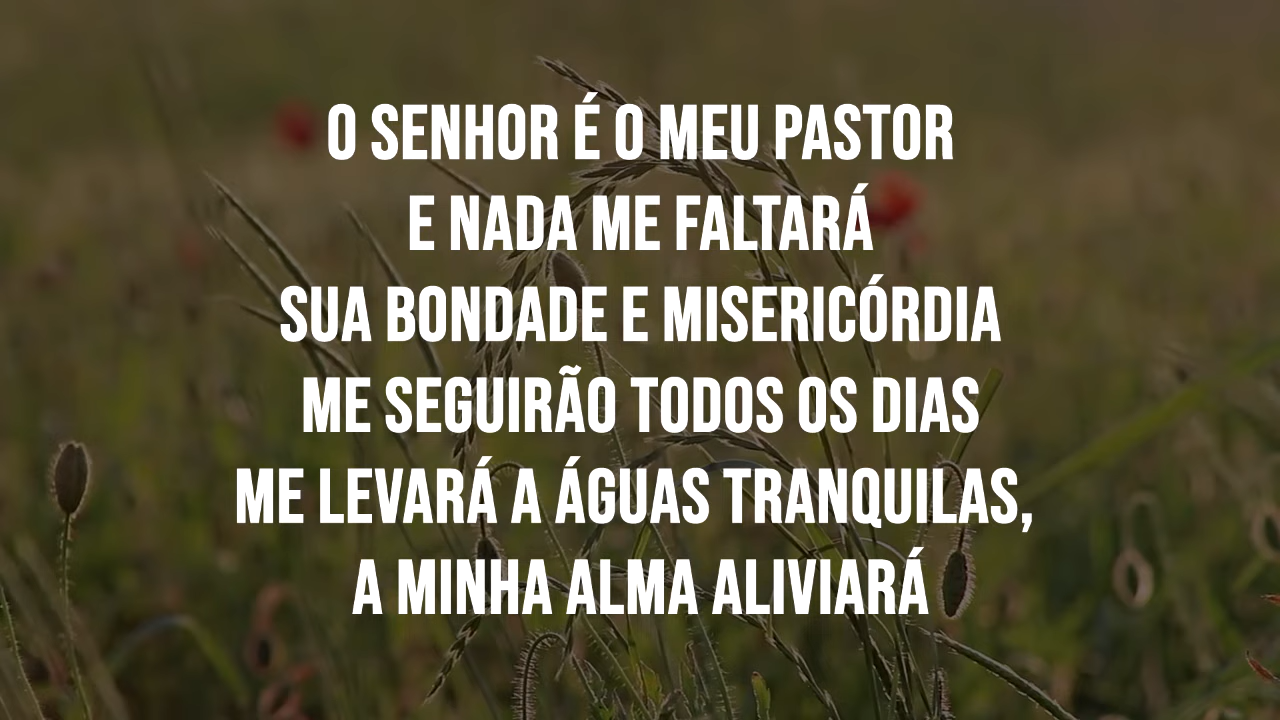 O SENHOR É O MEU PASTOR
E NADA ME FALTARÁ
SUA BONDADE E MISERICÓRDIA
ME SEGUIRÃO TODOS OS DIAS
ME LEVARÁ A ÁGUAS TRANQUILAS,
A MINHA ALMA ALIVIARÁ